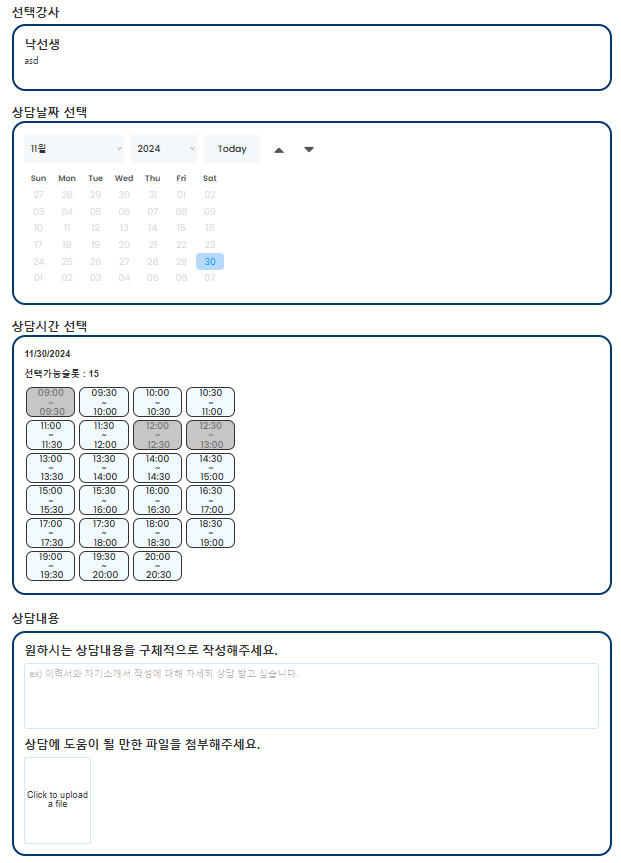 선택강사
낙선생
asd
상담날짜 선택
11월 2024 Today
Sun Mon Tue Wed Thu Fri Sat
27 28 29 30 31 01 02
03 04 05 06 07 08 09
10 11 12 13 14 15 16
17 18 19 20 21 22 23
24 25 26 27 28 29 30
01 02 03 04 05 06 07
상담시간 선택
11/30/2024
선택가능슬롯 : 15
09:00 09:30 10:00 10:30
~ ~ ~ ~
09:30 10:00 10:30 11:00
11:00 11:30 12:00 12:30
~ ~ ~ ~
11:30 12:00 12:30 13:00
13:00 13:30 14:00 14:30
~ ~ ~ ~
13:30 14:00 14:30 15:00
15:00 15:30 16:00 16:30
~ ~ ~ ~
15:30 16:00 16:30 17:00
17:00 17:30 18:00 18:30
~ ~ ~ ~
17:30 18:00 18:30 19:00
19:00 19:30 20:00
~ ~ ~
19:30 20:00 20:30
상담내용
원하시는 상담내용을 구체적으로 작성해주세요.
ex) 이력서와 자기소개서 작성에 대해 자세히 상담 받고 싶습니다.
상담에 도움이 될 만한 파일을 첨부해주세요.
Click to upload
a file